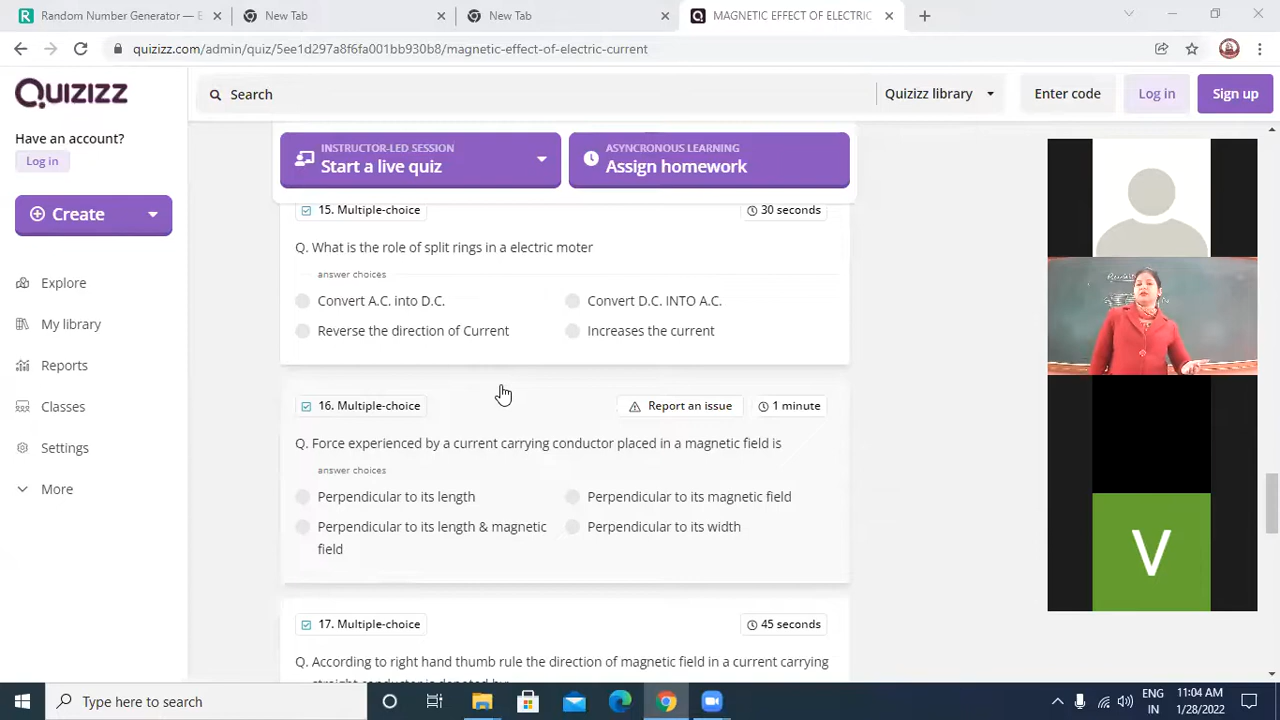 Random Number Generator — E
New Tab
New Tab
MAGNETIC EFFECT OF ELECTRIC
quizizz.com/admin/quiz/5ee1d297a8f6fa001bb930b8/magnetic-effect-of-electric-current
QUIZIZZ
Search
Quizizz library
Enter code
Log in
Sign up
Have an account?
Log in
Create
Explore
My library
Reports
Classes
Settings
More
INSTRUCTOR-LED SESSION
Start a live quiz
ASYNCRONOUS LEARNING
Assign homework
15. Multiple-choice
30 seconds
Q. What is the role of split rings in a electric moter
answer choices
Convert A.C. into D.C.
Convert D.C. INTO A.C.
Reverse the direction of Current
Increases the current
16. Multiple-choice
Report an issue
1 minute
Q. Force experienced by a current carrying conductor placed in a magnetic field is
answer choices
Perpendicular to its length
Perpendicular to its magnetic field
Perpendicular to its length & magnetic
field
Perpendicular to its width
17. Multiple-choice
45 seconds
Q. According to right hand thumb rule the direction of magnetic field in a current carrying
straight conductor is denoted by:
V
Type here to search
ENG
IN
11:04 AM
1/28/2022